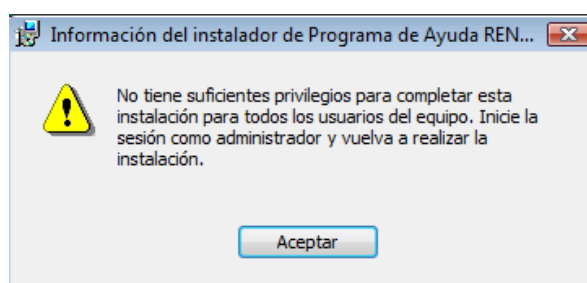 Información del instalador de Programa de Ayuda REN...
No tiene suficientes privilegios para completar esta
instalación para todos los usuarios del equipo. Inicie la
sesión como administrador y vuelva a realizar la
instalación.
Aceptar